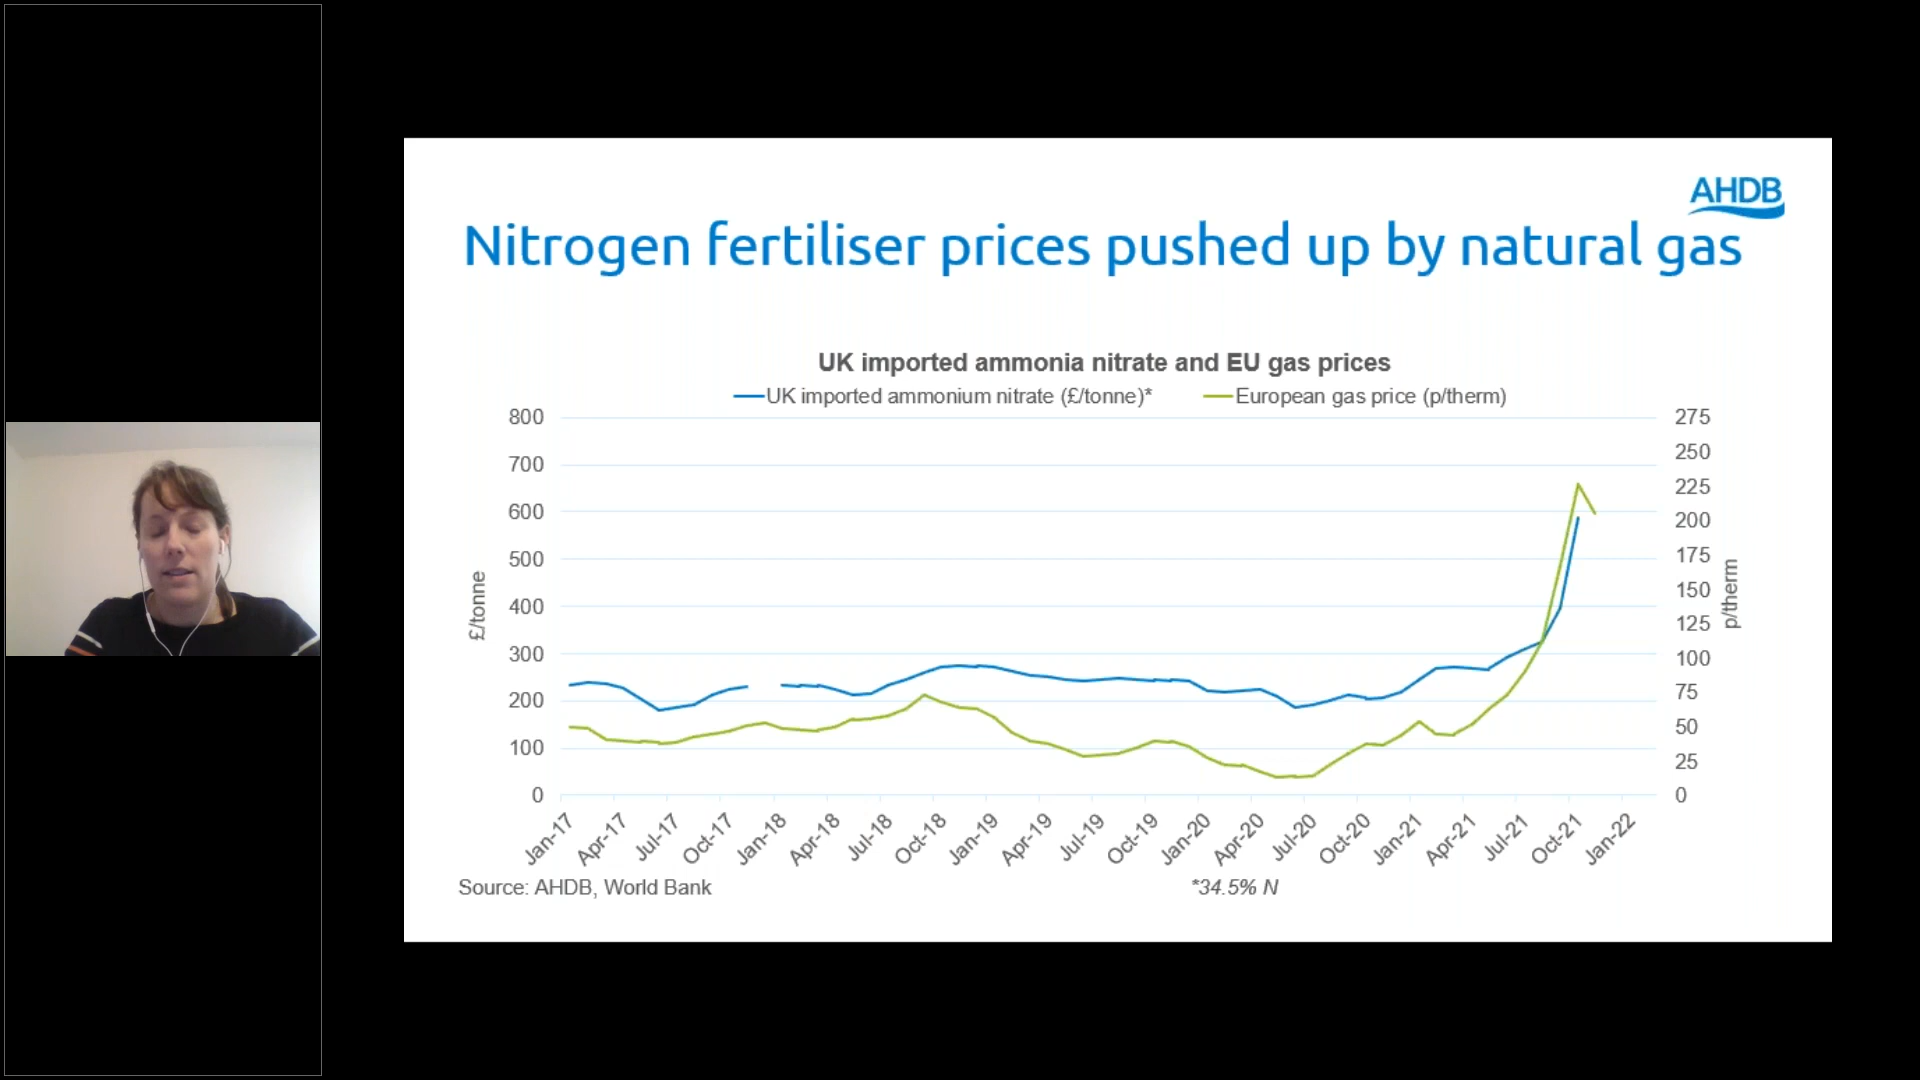 AHDB
Nitrogen fertiliser prices pushed up by natural gas
UK imported ammonia nitrate and EU gas prices
UK imported ammonium nitrate (£/tonne)* European gas price (p/therm)
800 275
700 250
600 225
500 200
400 175
300 150
200 125
100 100
0 75
50
25
0
£/tonne
p/therm
Jan-17 Apr-17 Jul-17 Oct-17 Jan-18 Apr-18 Jul-18 Oct-18 Jan-19 Apr-19 Jul-19 Oct-19 Jan-20 Apr-20 Jul-20 Oct-20 Jan-21 Apr-21 Jul-21 Oct-21 Jan-22
Source: AHDB, World Bank *34.5% N